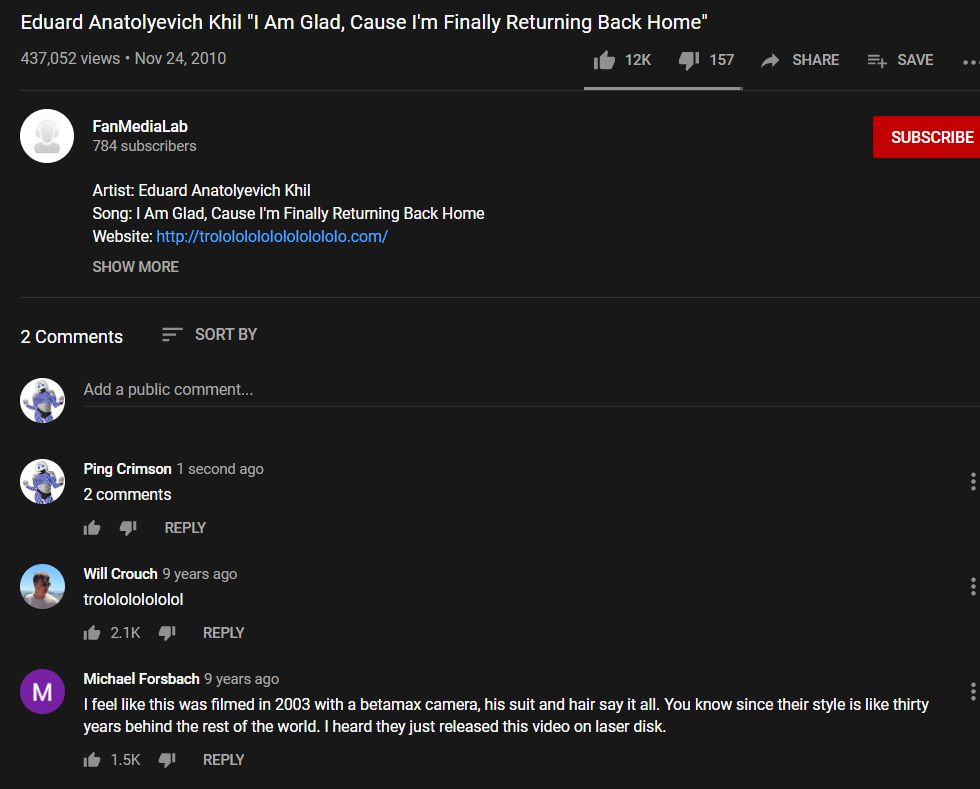 Eduard Anatolyevich Khil "I Am Glad, Cause I'm Finally Returning Back Home"
437,052 views • Nov 24, 2010
12K 157 SHARE SAVE
FanMediaLab
784 subscribers
SUBSCRIBE
Artist: Eduard Anatolyevich Khil
Song: I Am Glad, Cause I'm Finally Returning Back Home
Website: http://trololololololololololo.com/
SHOW MORE
2 Comments SORT BY
Add a public comment...
Ping Crimson 1 second ago
2 comments
REPLY
Will Crouch 9 years ago
trolololololol
2.1K REPLY
M
Michael Forsbach 9 years ago
I feel like this was filmed in 2003 with a betamax camera, his suit and hair say it all. You know since their style is like thirty
years behind the rest of the world. I heard they just released this video on laser disk.
1.5K REPLY